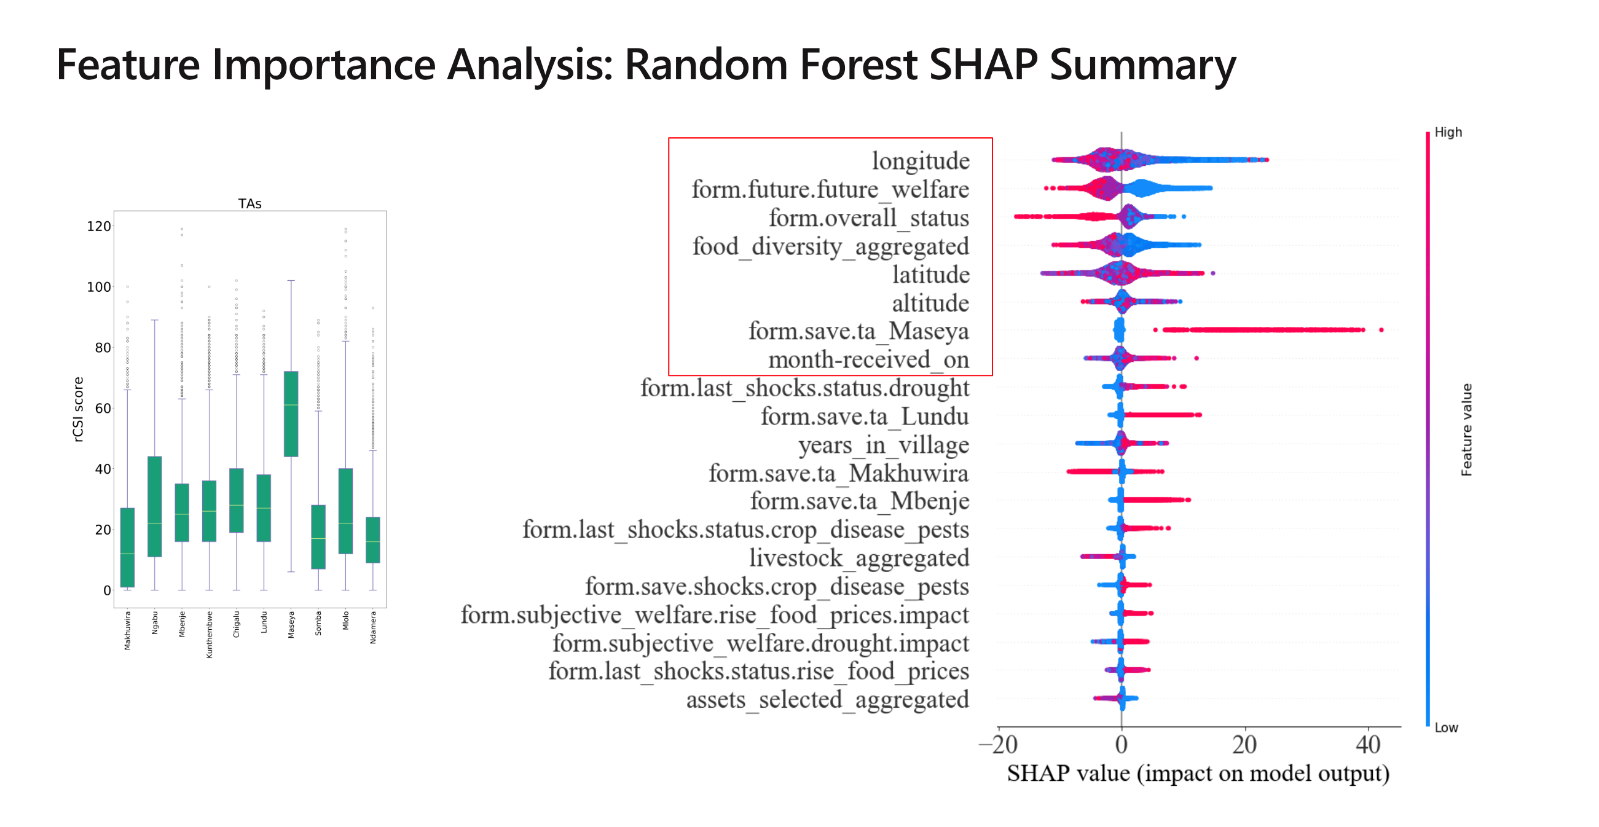 Feature Importance Analysis: Random Forest SHAP Summary
TAs
rCSI score
120
100
80
60
40
20
0
Makhuwira
Ngabu
Mbenje
Kunthembwe
Chigalu
Lundu
Maseya
Somba
Mlolo
Ndamera
longitude
form.future.future_welfare
form.overall_status
food_diversity_aggregated
latitude
altitude
form.save.ta_Maseya
month-received_on
form.last_shocks.status.drought
form.save.ta_Lundu
years_in_village
form.save.ta_Makhuwira
form.save.ta_Mbenje
form.last_shocks.status.crop_disease_pests
livestock_aggregated
form.save.shocks.crop_disease_pests
form.subjective_welfare.rise_food_prices.impact
form.subjective_welfare.drought.impact
form.last_shocks.status.rise_food_prices
assets_selected_aggregated
−20 0 20 40
SHAP value (impact on model output)
High
Feature value
Low